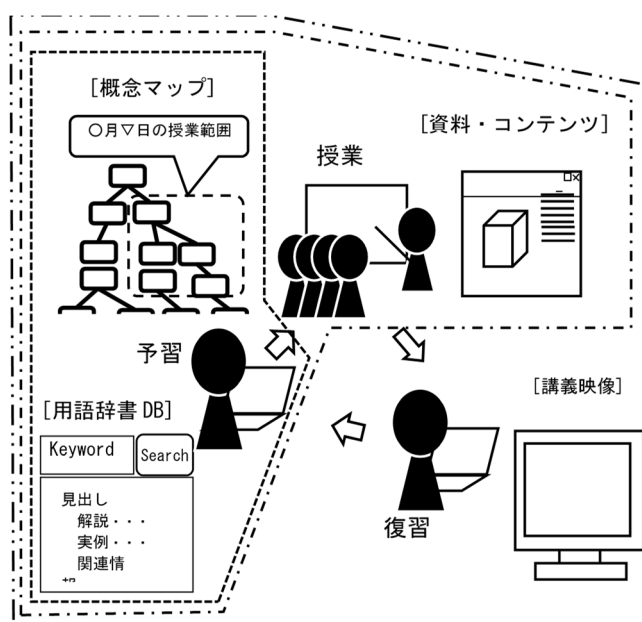 [概念マップ]
〇月▽日の授業範囲
[資料・コンテンツ]
授業
予習
[用語辞書 DB]
Keyword
Search
見出し
解説・・・
実例・・・
関連情
[講義映像]
復習